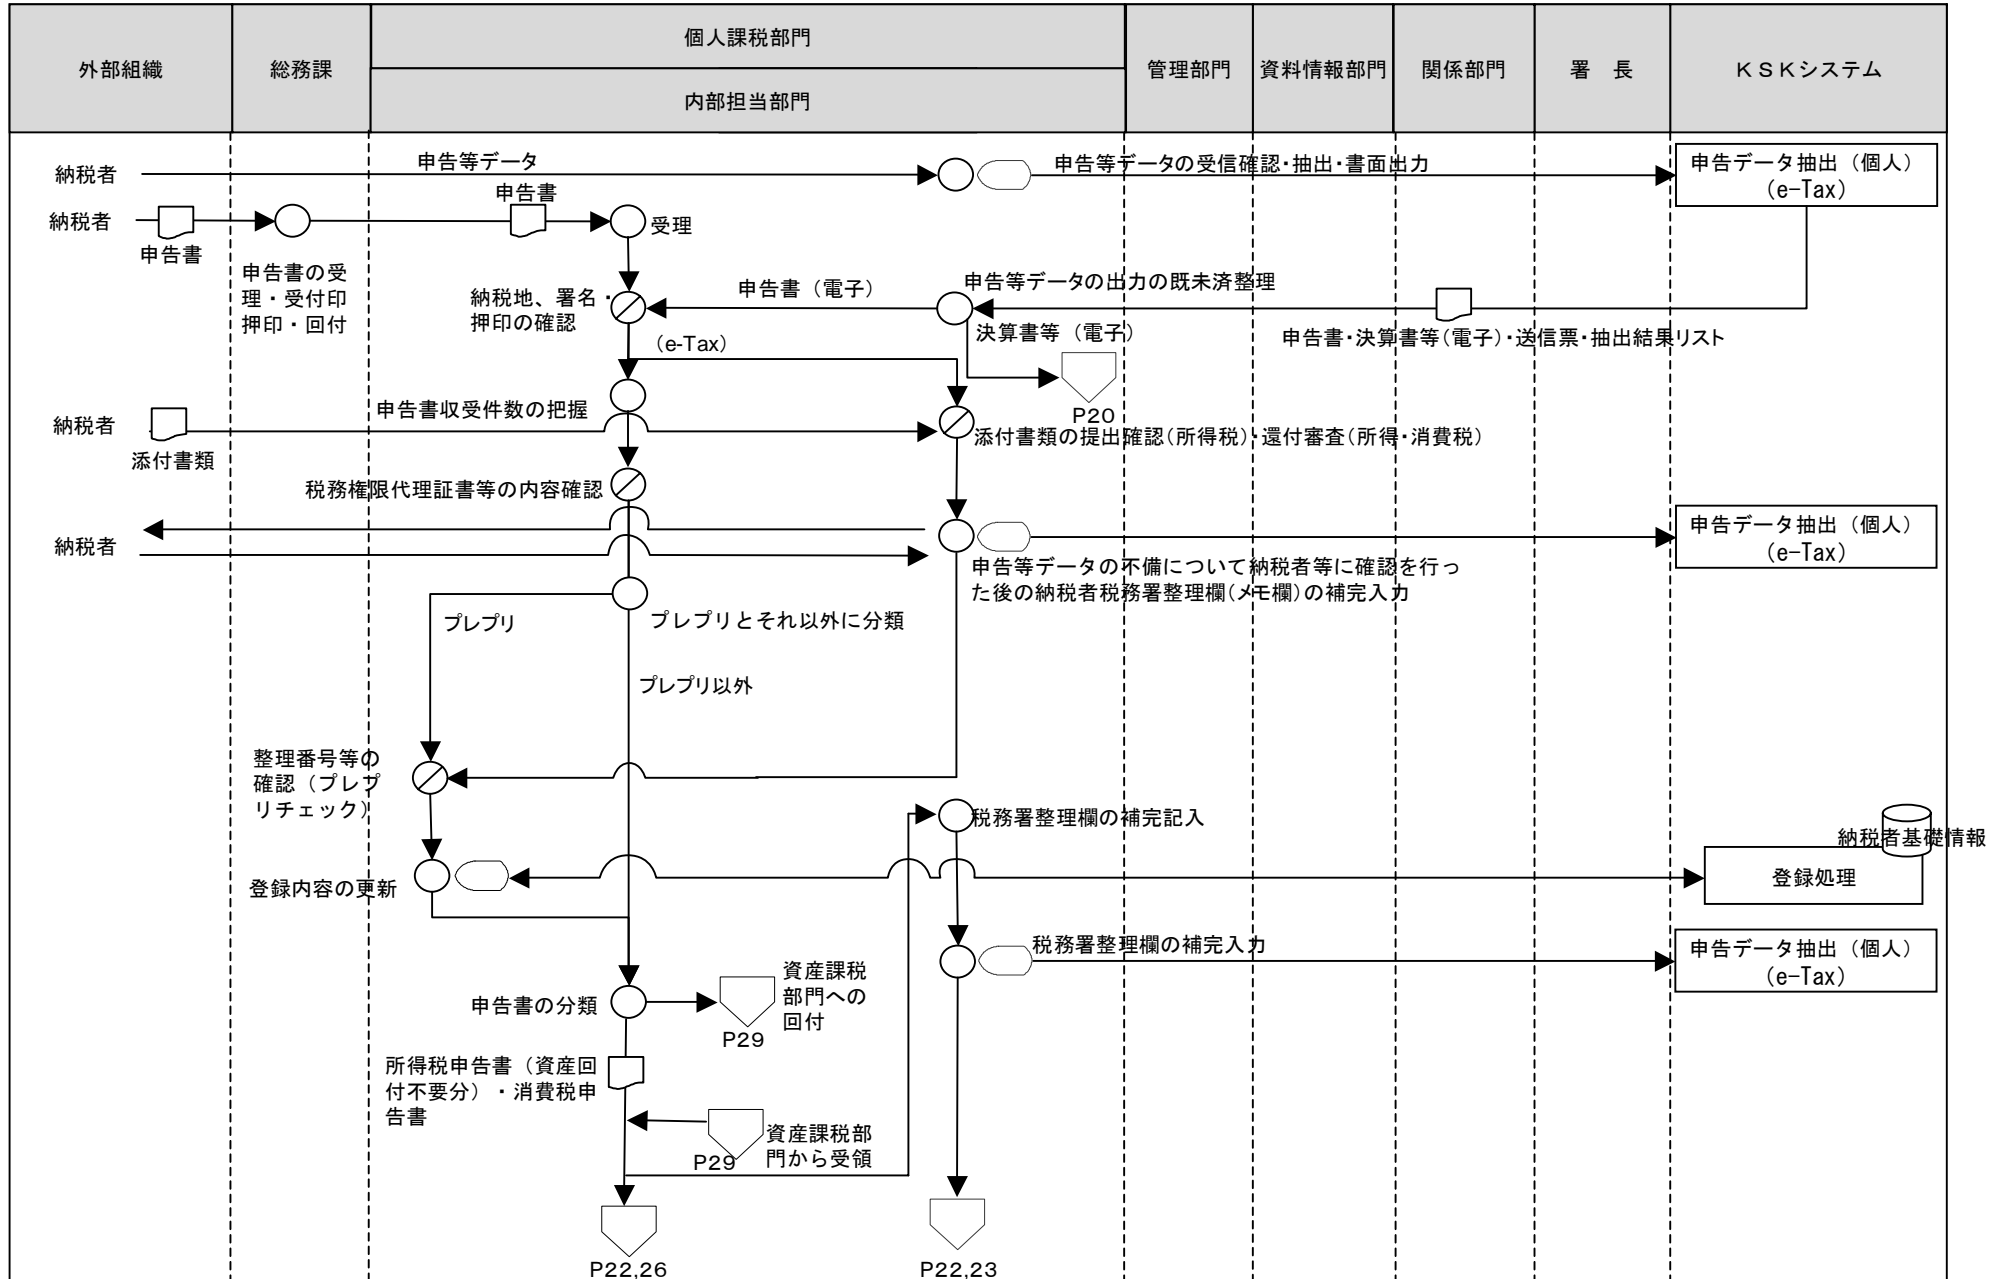 個人課税部門
外部組織
総務課
管理部門
資料情報部門
関係部門
署　長
ＫＳＫシステム
内部担当部門
申告等データ
申告等データの受信確認・抽出・書面出力
申告データ抽出（個人）
（e-Tax）
納税者
申告書
納税者
受理
申告書
申告書の受
理・受付印
押印・回付
納税地、署名・
押印の確認
申告書（電子）
申告等データの出力の既未済整理
（e-Tax）
決算書等（電子）
申告書・決算書等(電子)・送信票・抽出結果リスト
P20
申告書収受件数の把握
納税者
添付書類
添付書類の提出確認(所得税)・還付審査(所得・消費税)
税務権限代理証書等の内容確認
納税者
申告データ抽出（個人）
（e-Tax）
申告等データの不備について納税者等に確認を行っ
た後の納税者税務署整理欄(メモ欄)の補完入力
プレプリ
プレプリとそれ以外に分類
プレプリ以外
整理番号等の
確認（プレプ
リチェック）
税務署整理欄の補完記入
納税者基礎情報
登録処理
登録内容の更新
税務署整理欄の補完入力
申告データ抽出（個人）
（e-Tax）
申告書の分類
資産課税
部門への
回付
P29
所得税申告書（資産回
付不要分）・消費税申
告書
資産課税部
門から受領
P29
P22,26
P22,23